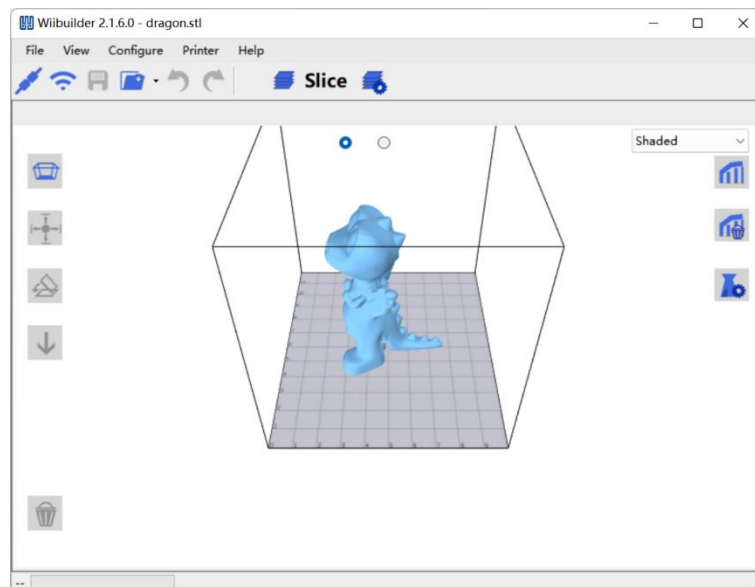 Wiibuilder 2.1.6.0 - dragon.stl
File View Configure Printer Help
Slice
Shaded
--